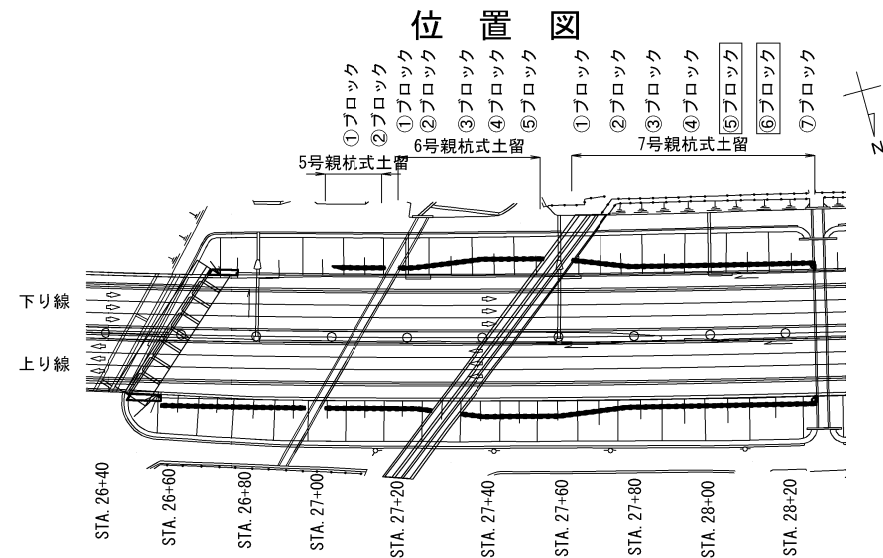 位置図
①ブロック
②ブロック
①ブロック
②ブロック
③ブロック
④ブロック
⑤ブロック
①ブロック
②ブロック
③ブロック
④ブロック
⑤ブロック
⑥ブロック
⑦ブロック
5号親杭式土留
6号親杭式土留
7号親杭式土留
N
下り線
上り線
STA. 26+40
STA. 26+60
STA. 26+80
STA. 27+00
STA. 27+20
STA. 27+40
STA. 27+60
STA. 27+80
STA. 28+00
STA. 28+20